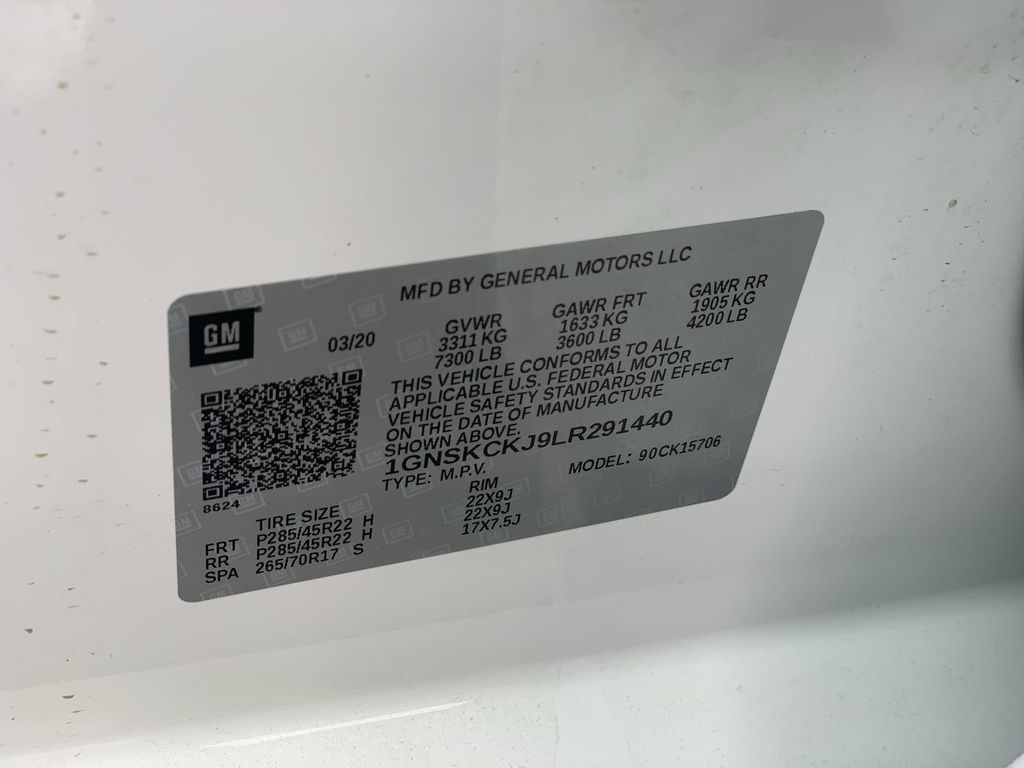 MFD BY GENERAL MOTORS LLC
GM
03/20
GVWR
3311 KG
7300 LB
GAWR FRT
1633 KG
3600 LB
GAWR RR
1905 KG
4200 LB
THIS VEHICLE CONFORMS TO ALL
APPLICABLE U.S. FEDERAL MOTOR
VEHICLE SAFETY STANDARDS IN EFFECT
ON THE DATE OF MANUFACTURE
SHOWN ABOVE.
1GNSKCKJ9LR291440
TYPE: M.P.V. MODEL: 90CK15706
8624
TIRE SIZE RIM
FRT P285/45R22 H 22X9J
RR P285/45R22 H 22X9J
SPA 265/70R17 S 17X7.5J